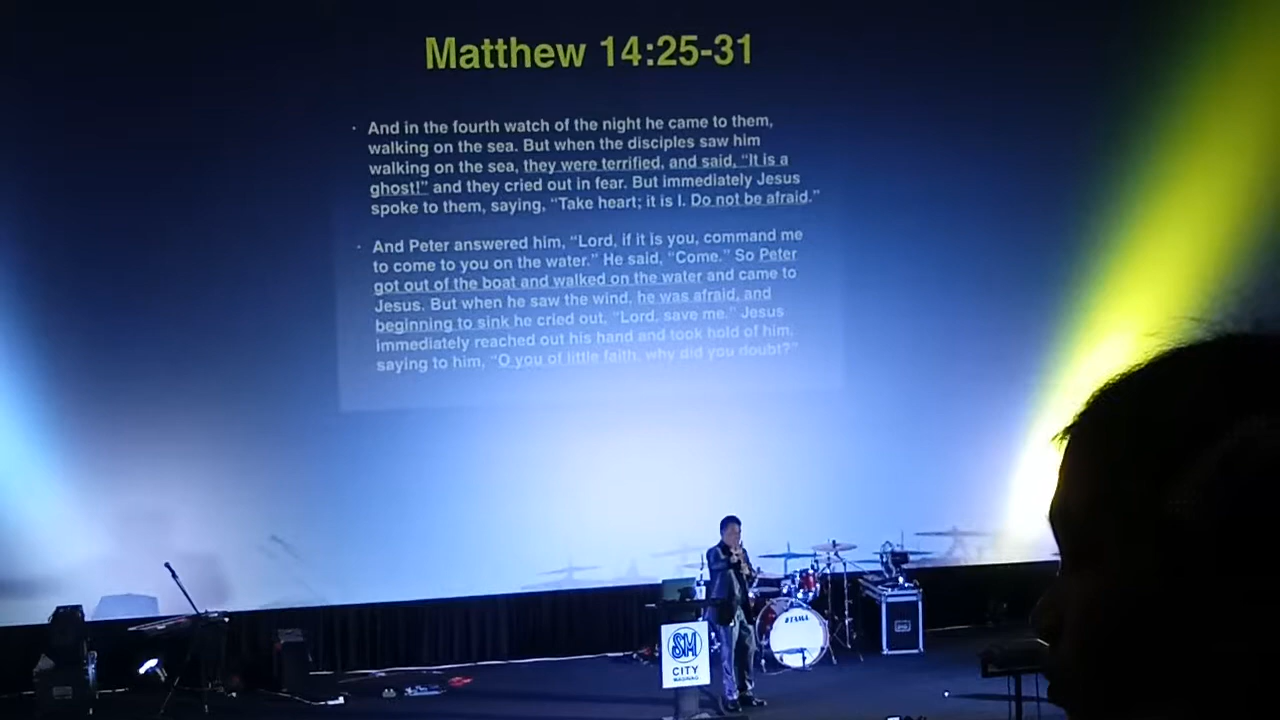 Matthew 14:25-31
· And in the fourth watch of the night he came to them,
walking on the sea. But when the disciples saw him
walking on the sea, they were terrified, and said, “It is a
ghost!” and they cried out in fear. But immediately Jesus
spoke to them, saying, “Take heart; it is I. Do not be afraid.”
· And Peter answered him, “Lord, if it is you, command me
to come to you on the water.” He said, “Come.” So Peter
got out of the boat and walked on the water and came to
Jesus. But when he saw the wind, he was afraid, and
beginning to sink he cried out, “Lord, save me.” Jesus
immediately reached out his hand and took hold of him,
saying to him, “O you of little faith, why did you doubt?”
TAMA
SM
CITY
MASINAG